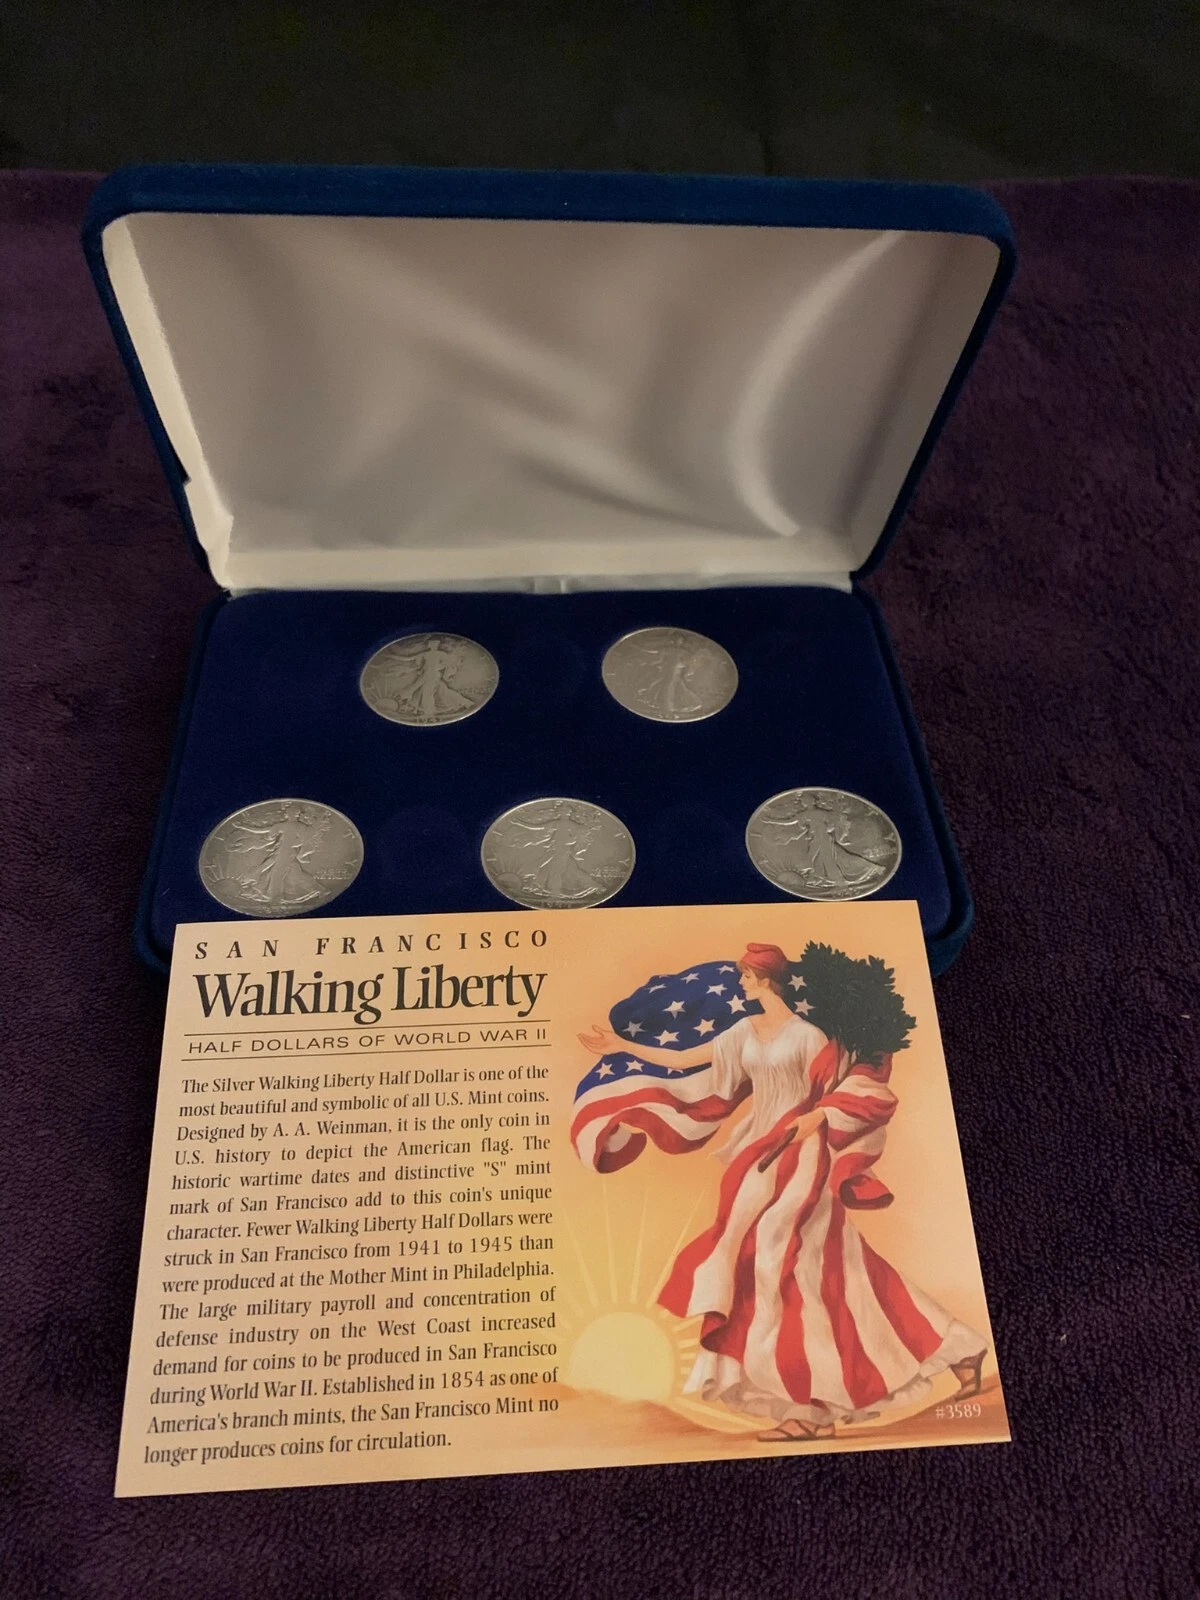 SAN FRANCISCO
Walking Liberty
HALF DOLLARS OF WORLD WAR II
The Silver Walking Liberty Half Dollar is one of the
most beautiful and symbolic of all U.S. Mint coins.
Designed by A. A. Weinman, it is the only coin in
U.S. history to depict the American flag. The
historic wartime dates and distinctive "S" mint
mark of San Francisco add to this coin's unique
character. Fewer Walking Liberty Half Dollars were
struck in San Francisco from 1941 to 1945 than
were produced at the Mother Mint in Philadelphia.
The large military payroll and concentration of
defense industry on the West Coast increased
demand for coins to be produced in San Francisco
during World War II. Established in 1854 as one of
America's branch mints, the San Francisco Mint no
longer produces coins for circulation.
#3589